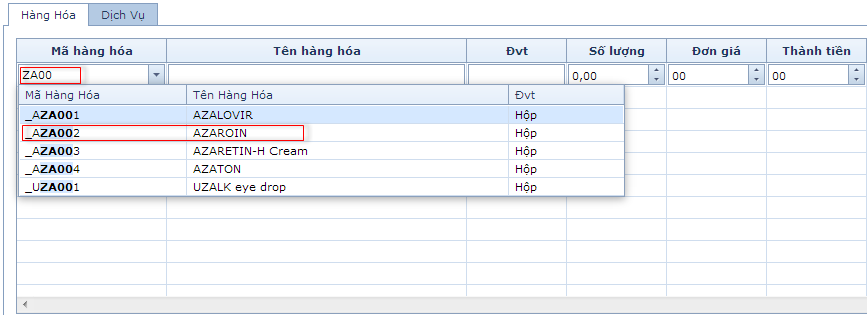 Hàng Hóa Dịch Vụ
Mã hàng hóa Tên hàng hóa Đvt Số lượng Đơn giá Thành tiền
ZA00 0,00 00 00
Mã Hàng Hóa Tên Hàng Hóa Đvt
_AZA001 AZALOVIR Hộp
_AZA002 AZAROIN Hộp
_AZA003 AZARETIN-H Cream Hộp
_AZA004 AZATON Hộp
_UZA001 UZALK eye drop Hộp